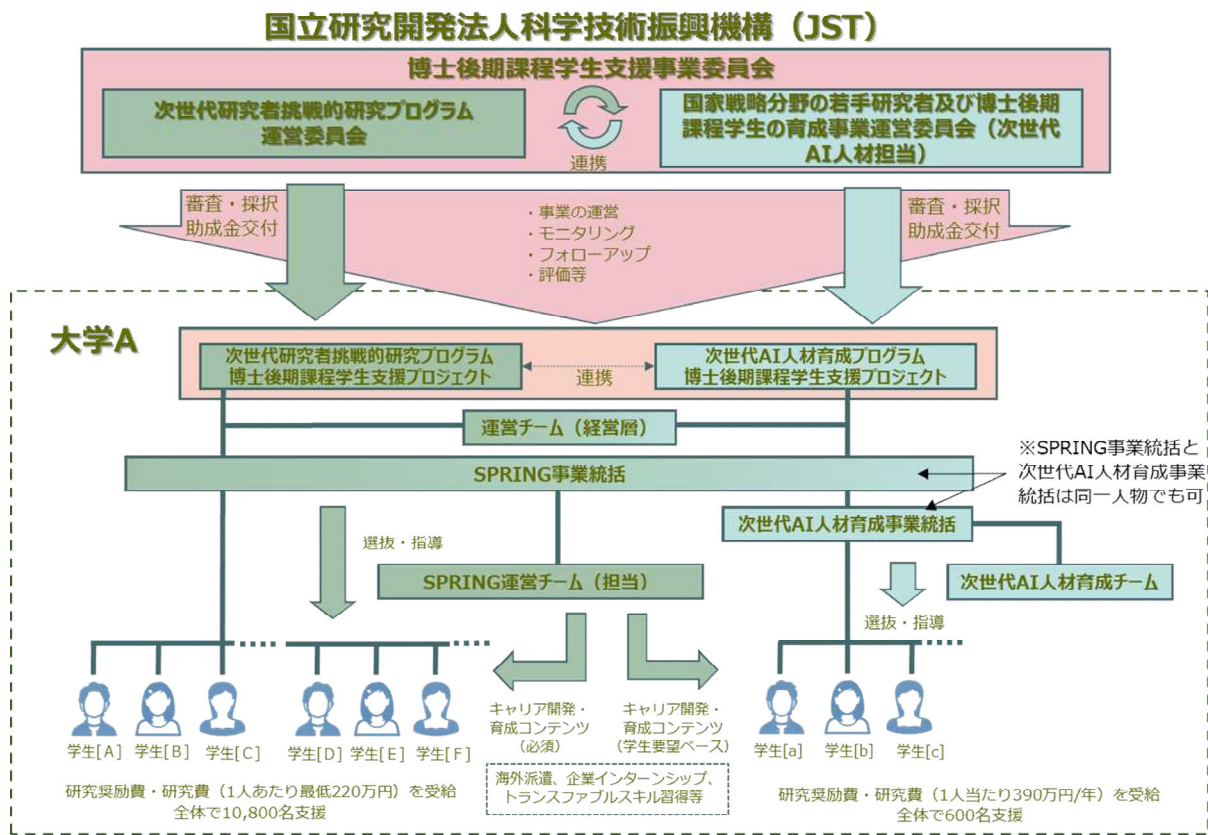 国立研究開発法人科学技術振興機構（JST）
博士後期課程学生支援事業委員会
次世代研究者挑戦的研究プログラム
運営委員会
連携
国家戦略分野の若手研究者及び博士後期
課程学生の育成事業運営委員会（次世代
AI人材担当）
審査・採択
助成金交付
・事業の運営
・モニタリング
・フォローアップ
・評価等
審査・採択
助成金交付
大学A
次世代研究者挑戦的研究プログラム
博士後期課程学生支援プロジェクト
連携
次世代AI人材育成プログラム
博士後期課程学生支援プロジェクト
運営チーム（経営層）
SPRING事業統括
※SPRING事業統括と
次世代AI人材育成事業
統括は同一人物でも可
次世代AI人材育成事業統括
選抜・指導
SPRING運営チーム（担当）
次世代AI人材育成チーム
選抜・指導
学生[A]
学生[B]
学生[C]
学生[D]
学生[E]
学生[F]
キャリア開発・
育成コンテンツ
（必須）
キャリア開発・
育成コンテンツ
（学生要望ベース）
学生[a]
学生[b]
学生[c]
海外派遣、企業インターンシップ、
トランスファブルスキル習得等
研究奨励費・研究費（1人あたり最低220万円）を受給
全体で10,800名支援
研究奨励費・研究費（1人当たり390万円/年）を受給
全体で600名支援